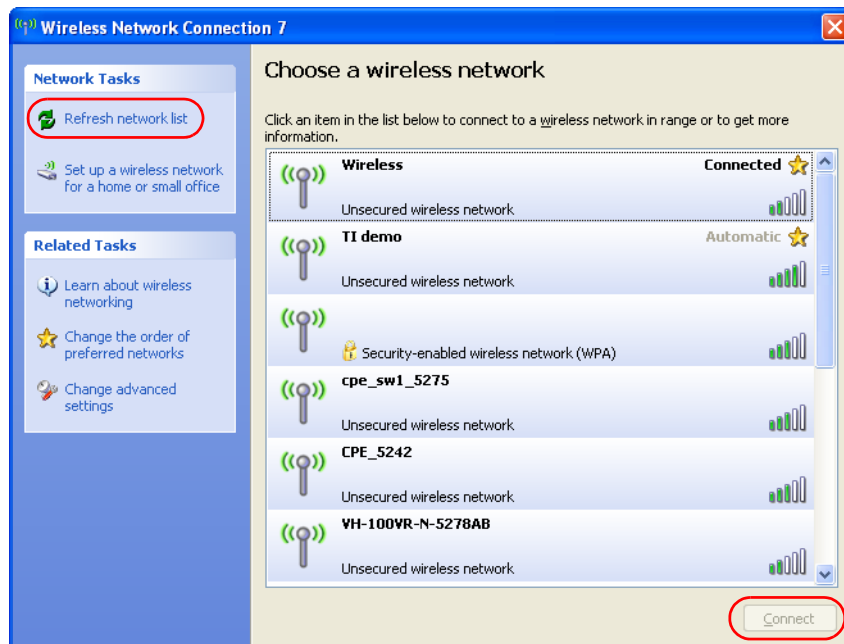 Wireless Network Connection 7
Network Tasks
Refresh network list
Set up a wireless network
for a home or small office
Related Tasks
Learn about wireless
networking
Change the order of
preferred networks
Change advanced
settings
Choose a wireless network
Click an item in the list below to connect to a wireless network in range or to get more
information.
Wireless Connected
Unsecured wireless network
TI demo Automatic
Unsecured wireless network
Security-enabled wireless network (WPA)
cpe_sw1_5275
Unsecured wireless network
CPE_5242
Unsecured wireless network
VH-100VR-N-5278AB
Unsecured wireless network
Connect